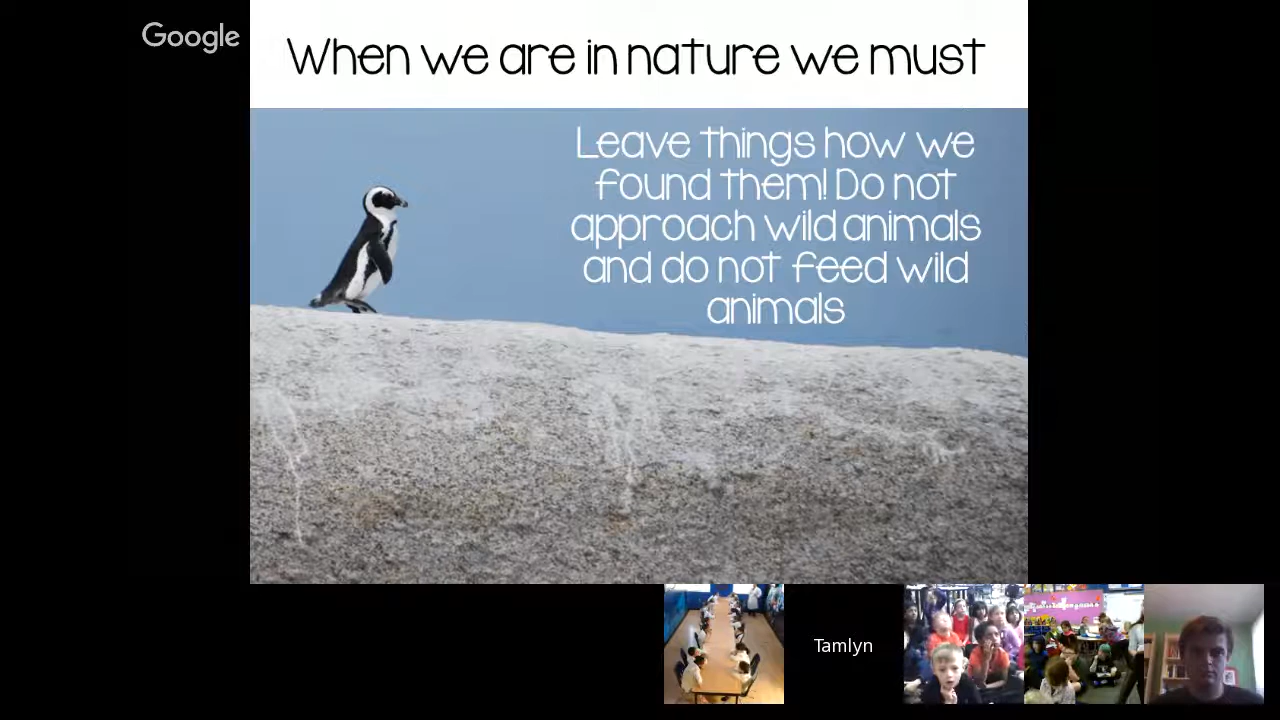 Google
When we are in nature we must
Leave things how we
found them! Do not
approach wild animals
and do not feed wild
animals
Tamlyn